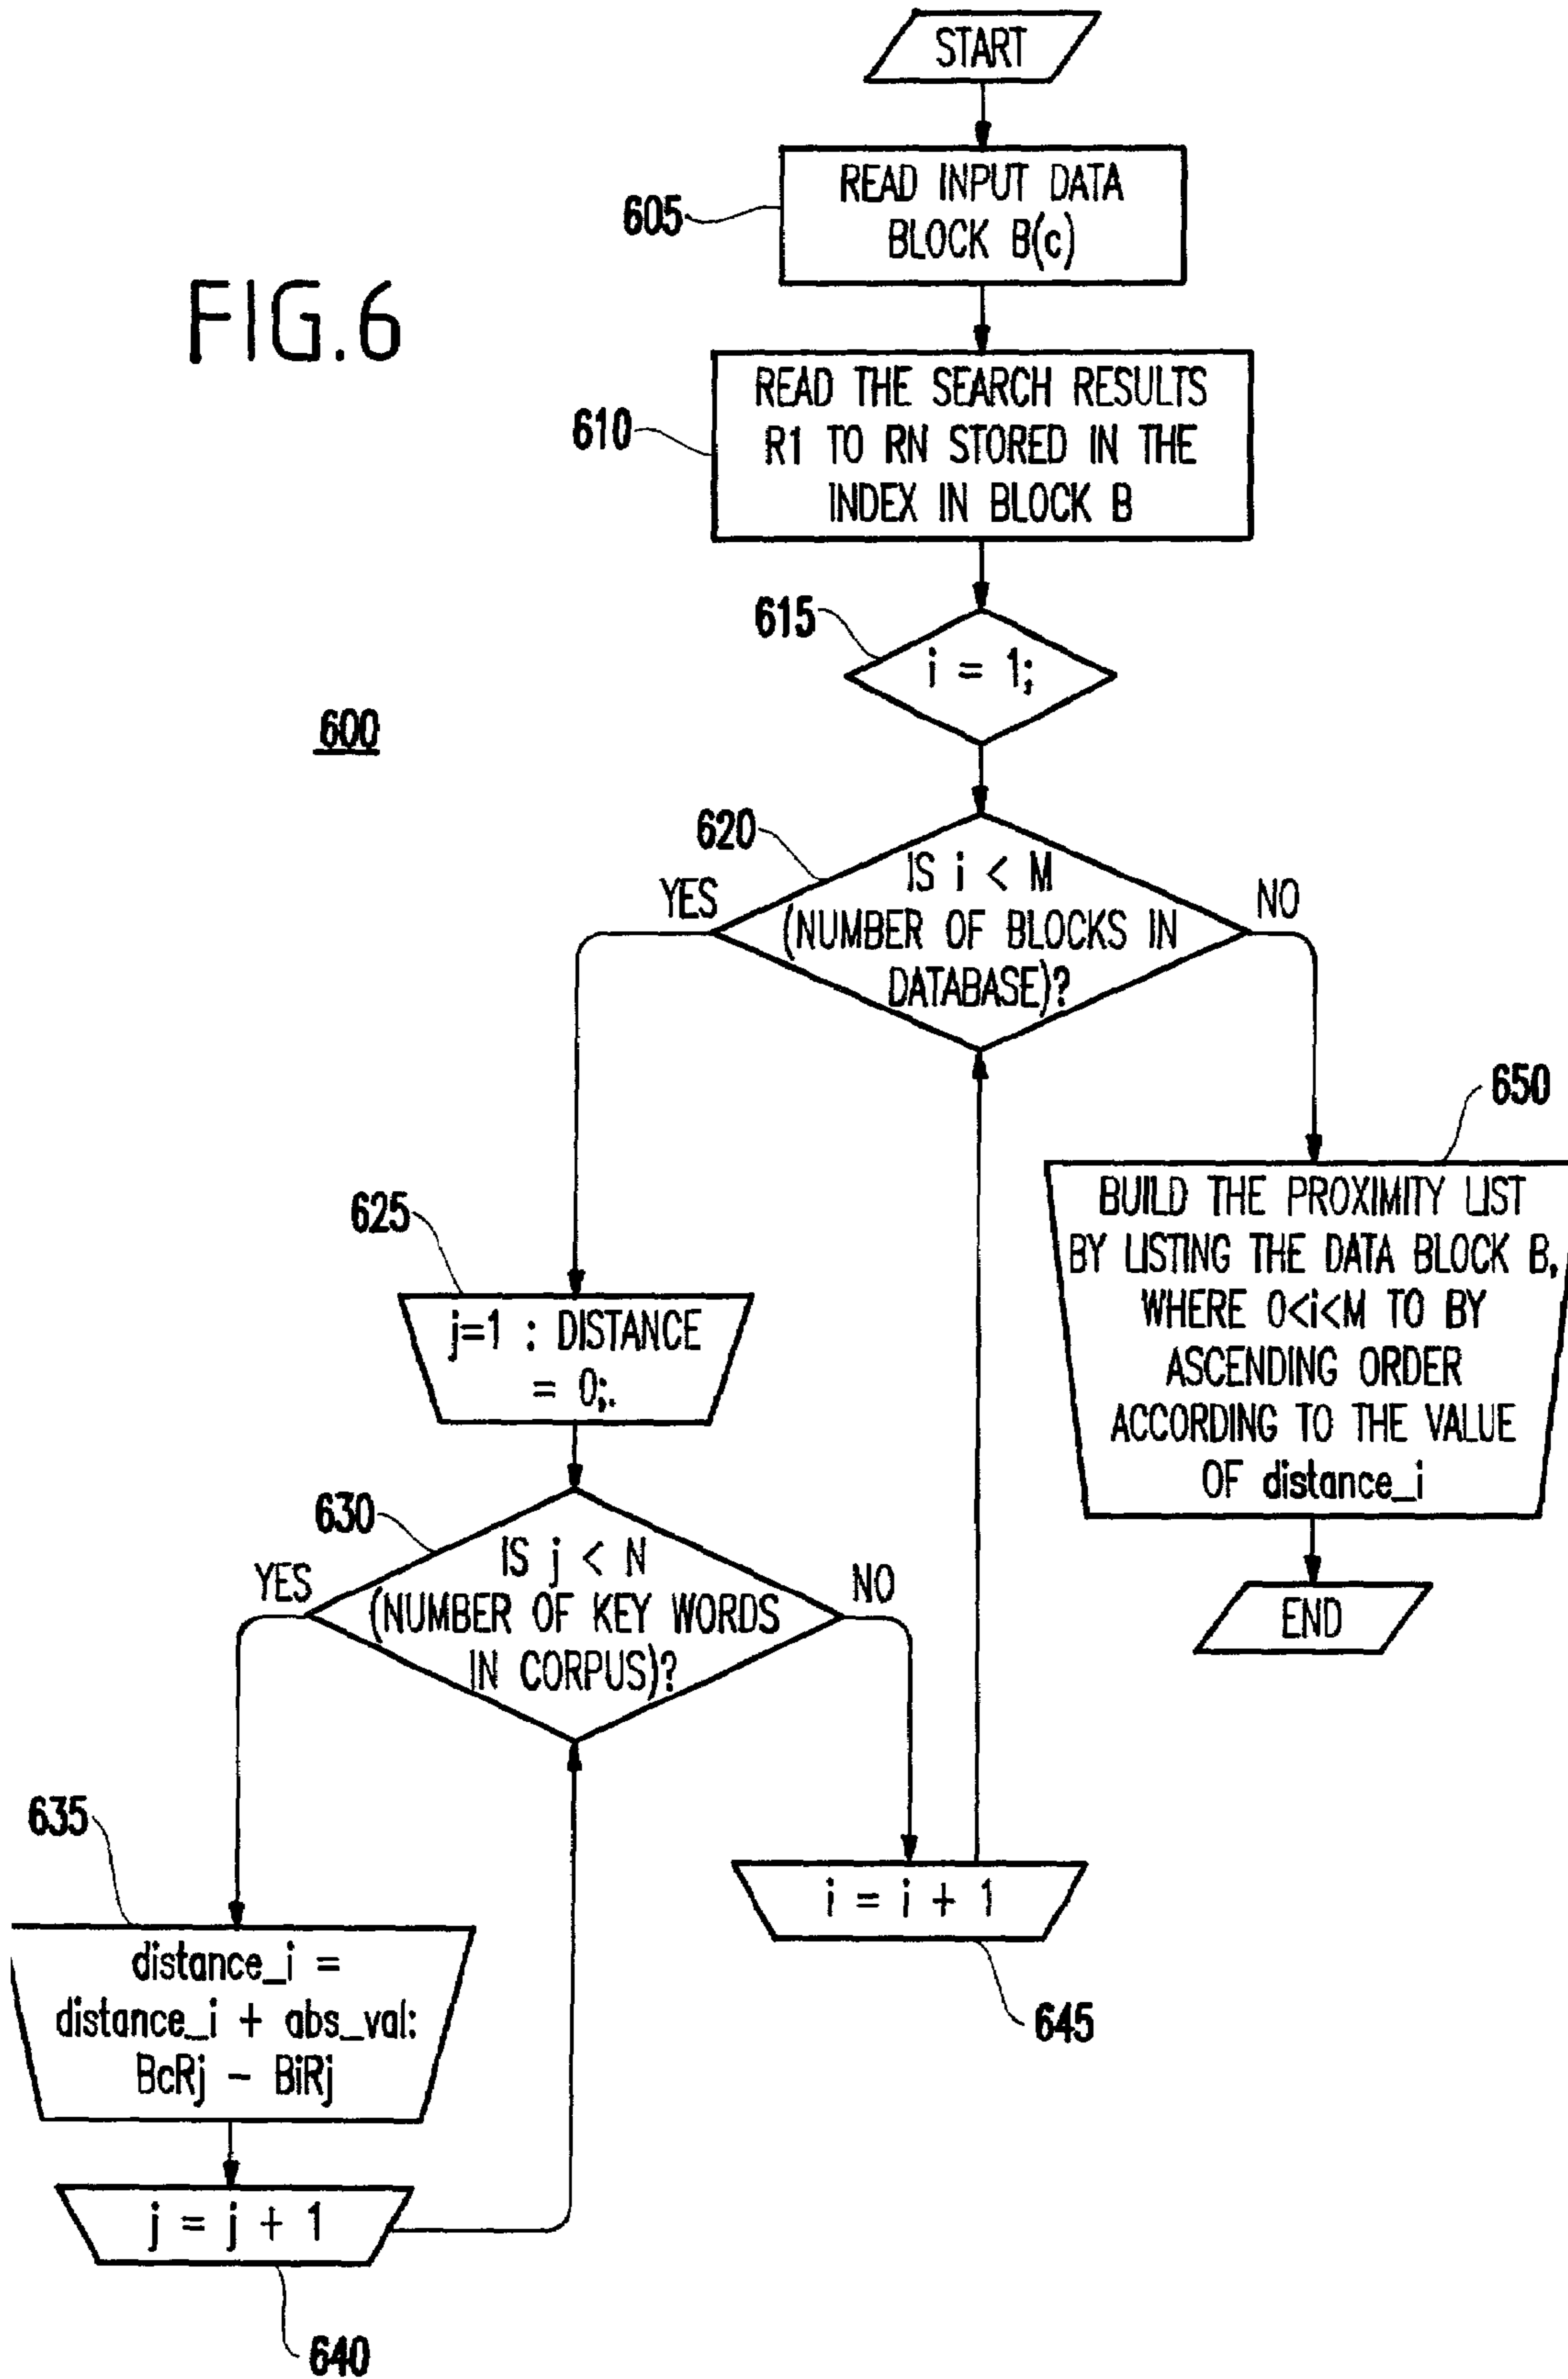 START
605
READ INPUT DATA
BLOCK B(c)
FIG.6
610
READ THE SEARCH RESULTS
R1 TO RN STORED IN THE
INDEX IN BLOCK B
615
i = 1;
600
620
IS i < M
(NUMBER OF BLOCKS IN
DATABASE)?
YES
NO
650
BUILD THE PROXIMITY LIST
BY LISTING THE DATA BLOCK B,
WHERE 0<i<M TO BY
ASCENDING ORDER
ACCORDING TO THE VALUE
OF distance_i
END
625
j=1 : DISTANCE
= 0;.
630
IS j < N
(NUMBER OF KEY WORDS
IN CORPUS)?
YES
NO
635
distance_i =
distance_i + abs_val:
BcRj - BiRj
i = i + 1
645
j = j + 1
640